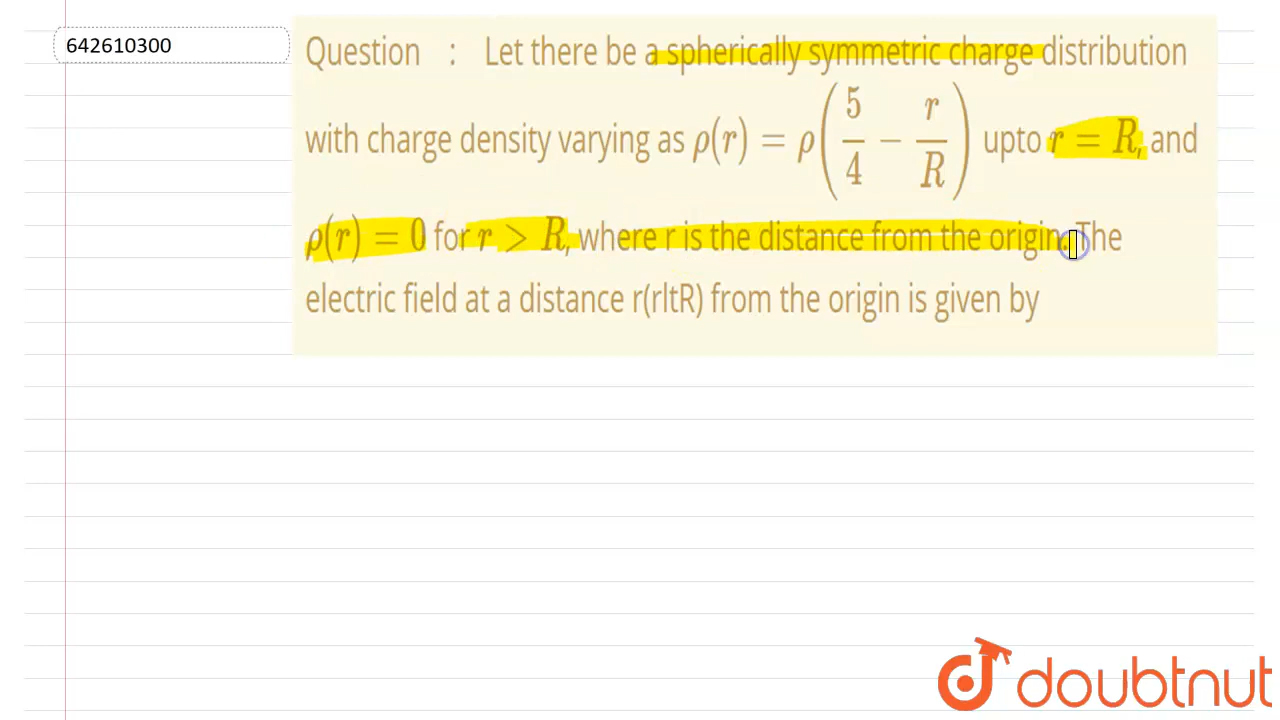 642610300
Question : Let there be a spherically symmetric charge distribution
with charge density varying as ρ(r) = ρ(5/4 − r/R) upto r = R, and
ρ(r) = 0 for r > R, where r is the distance from the origin. The
electric field at a distance r(rltR) from the origin is given by
doubtnut